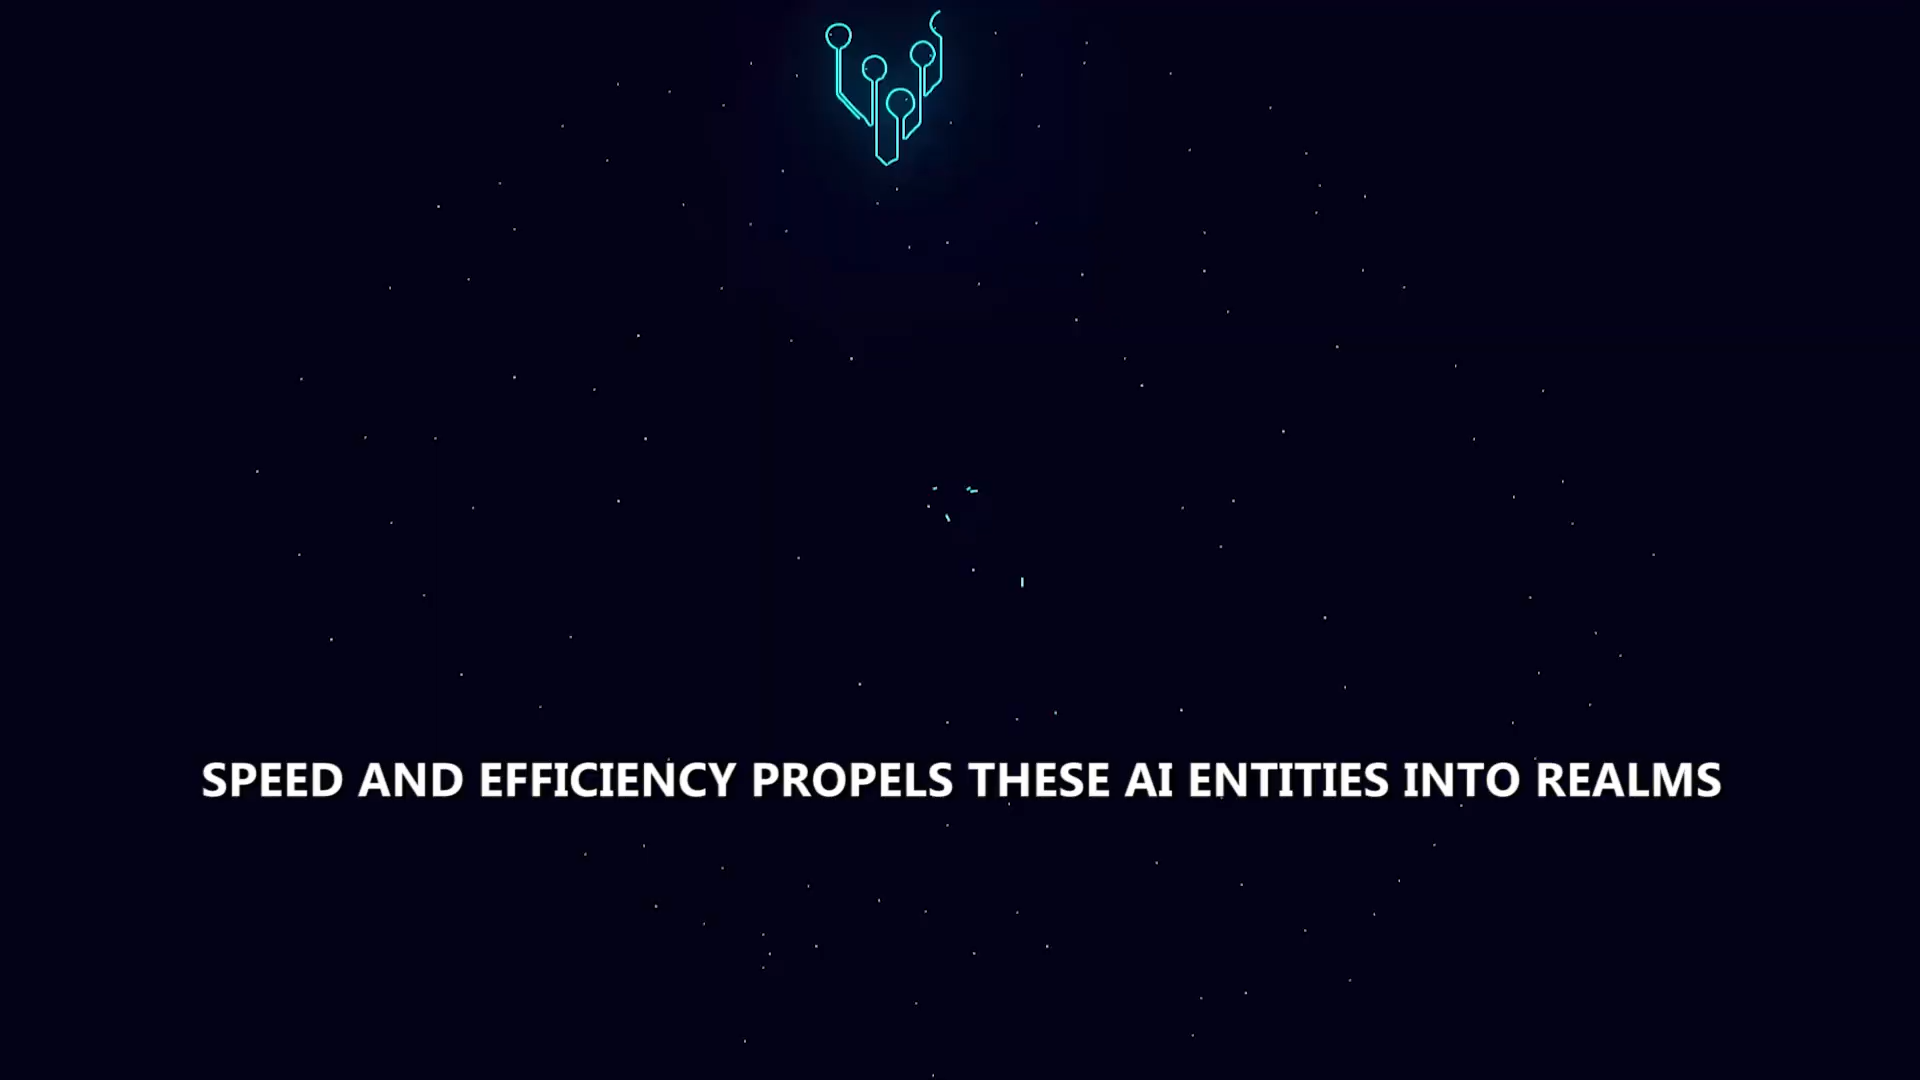 SPEED AND EFFICIENCY PROPELS THESE AI ENTITIES INTO REALMS